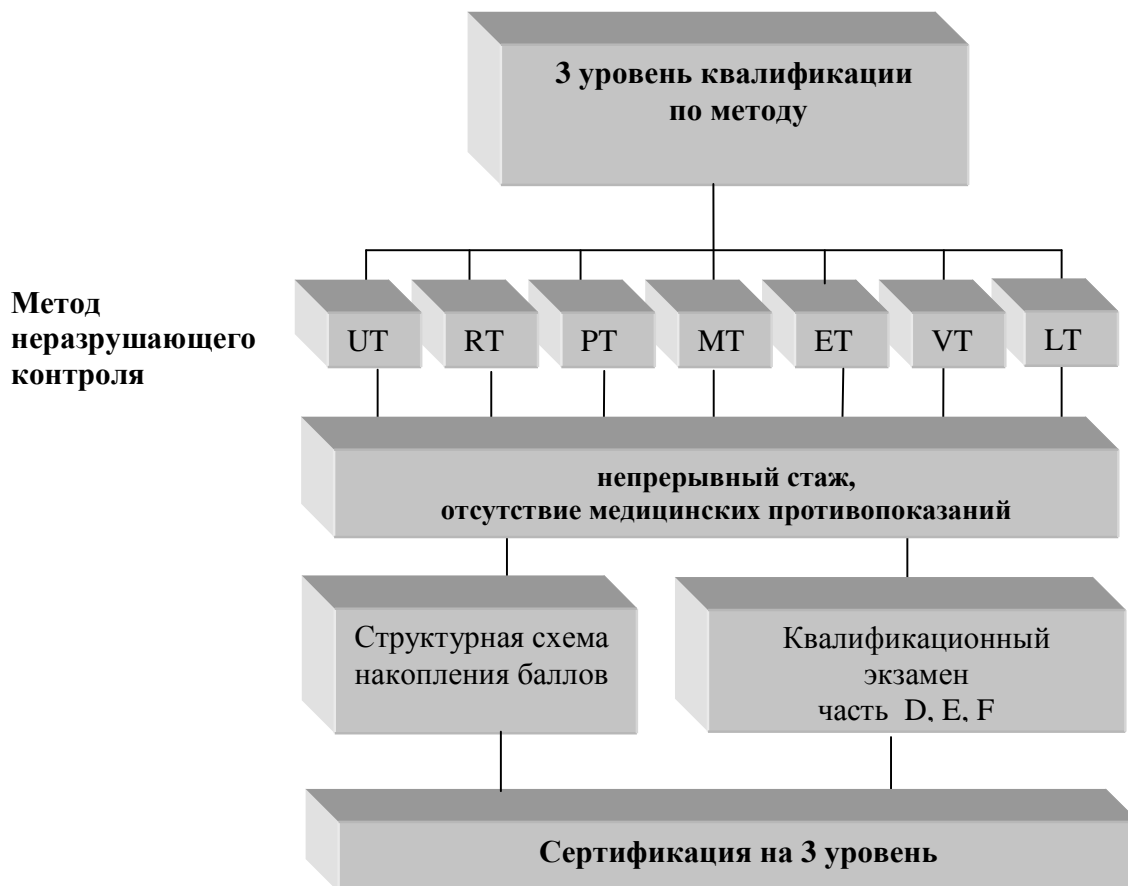 3 уровень квалификации
по методу
Метод
неразрушающего
контроля
UT RT PT MT ET VT LT
непрерывный стаж,
отсутствие медицинских противопоказаний
Структурная схема
накопления баллов
Квалификационный
экзамен
часть D, E, F
Сертификация на 3 уровень